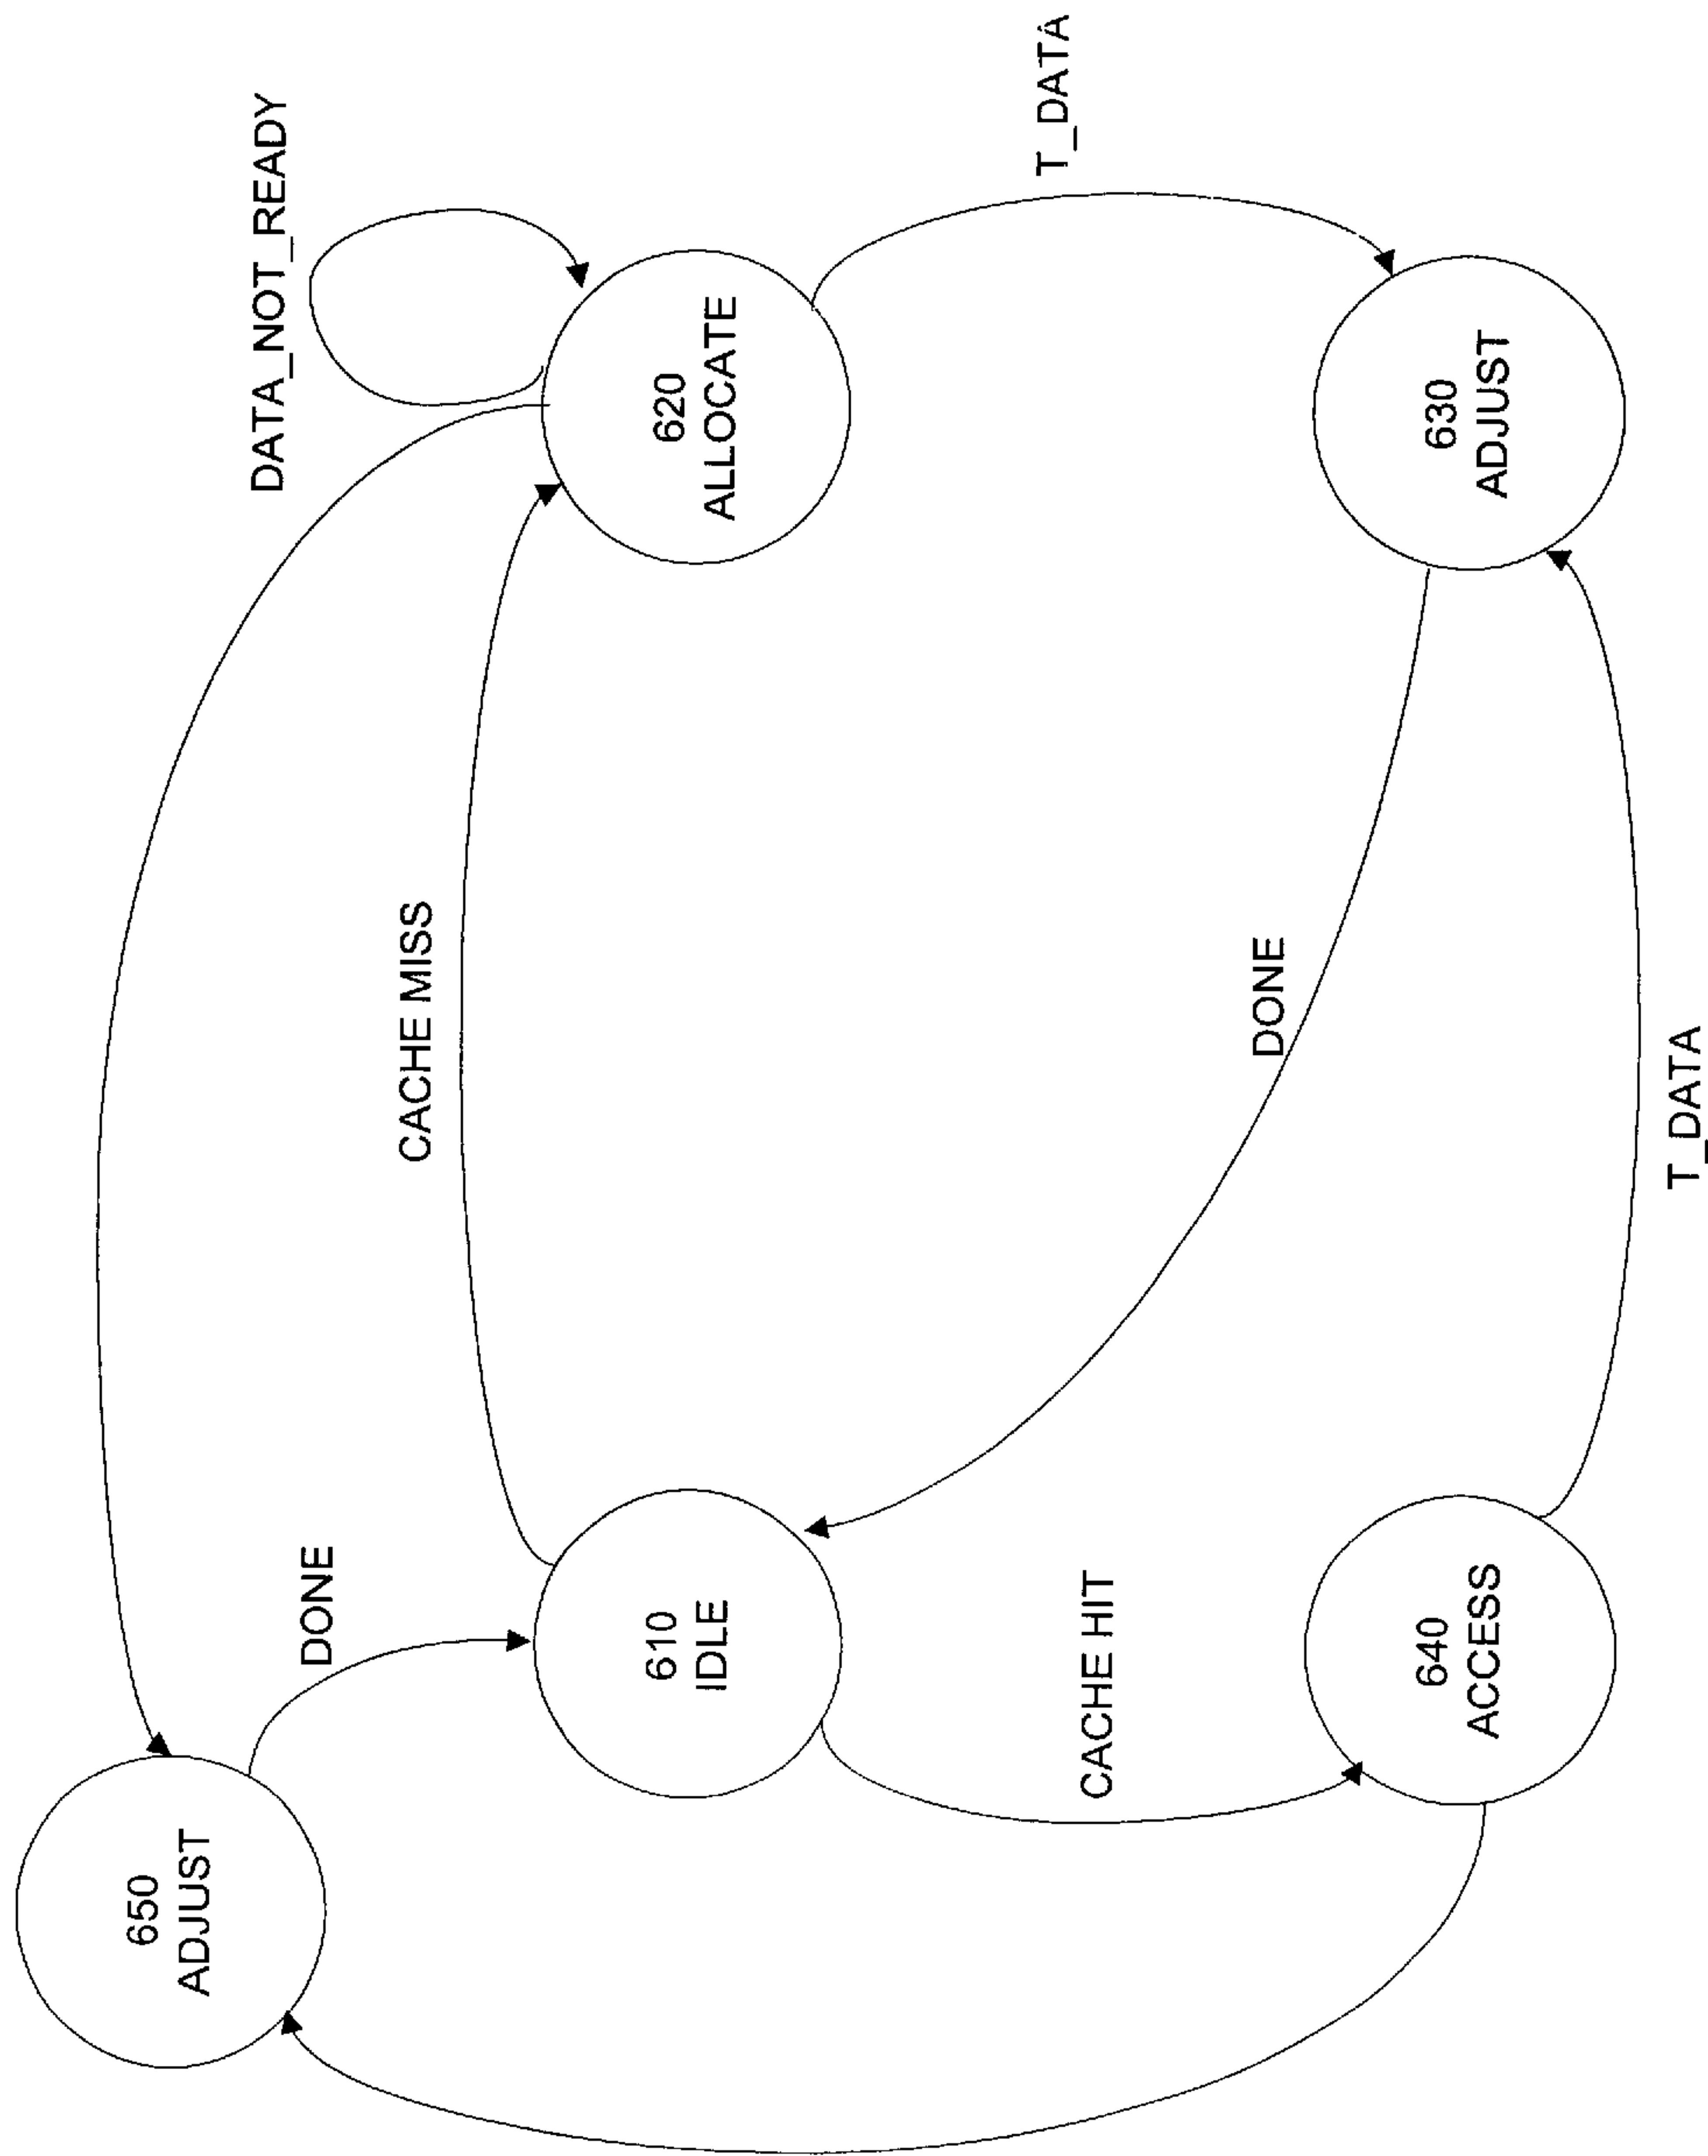 650
ADJUST
DONE
610
IDLE
CACHE MISS
DATA_NOT_READY
620
ALLOCATE
CACHE HIT
DONE
T_DATA
640
ACCESS
630
ADJUST
T_DATA